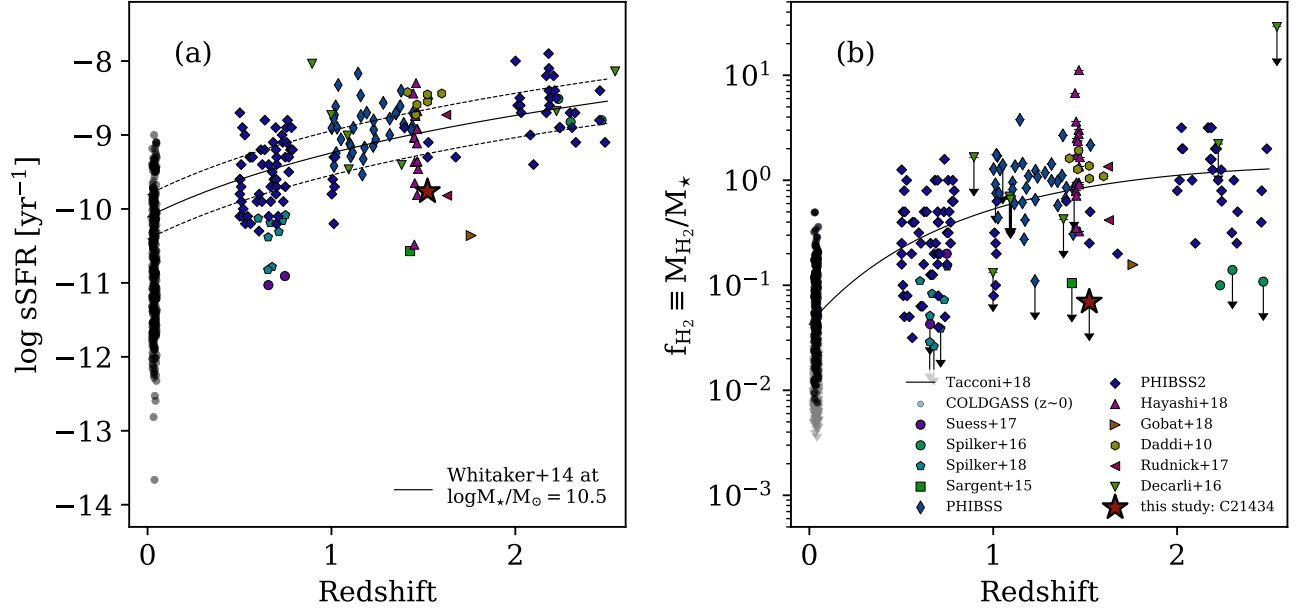 (a)
log sSFR [yr⁻¹]
−8
−9
−10
−11
−12
−13
−14
0
1
2
Redshift
Whitaker+14 at
logM⋆/M⊙ = 10.5
(b)
f_H₂ ≡ M_H₂/M⋆
10¹
10⁰
10⁻¹
10⁻²
10⁻³
0
1
2
Redshift
Tacconi+18
COLDGASS (z~0)
Suess+17
Spilker+16
Spilker+18
Sargent+15
PHIBSS
PHIBSS2
Hayashi+18
Gobat+18
Daddi+10
Rudnick+17
Decarli+16
this study: C21434